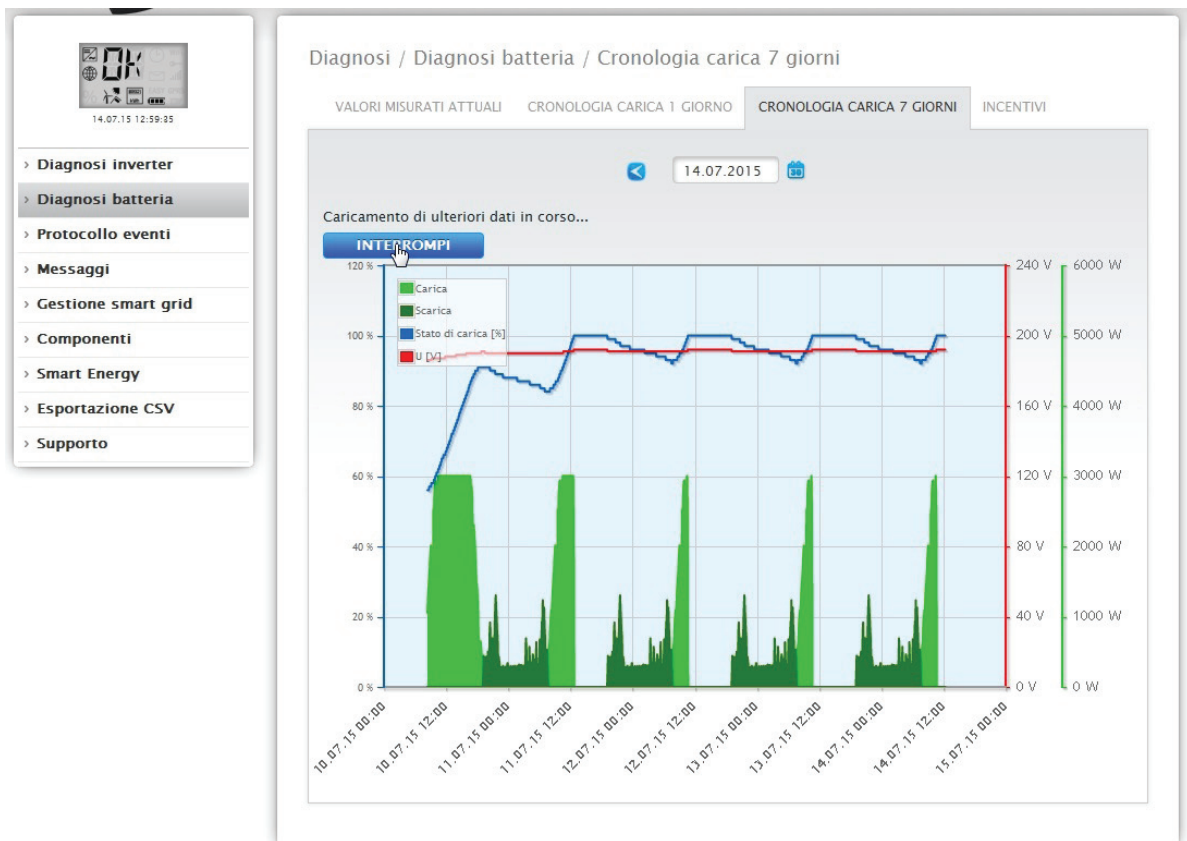 OK
14.07.15 12:59:35
Diagnosi inverter
Diagnosi batteria
Protocollo eventi
Messaggi
Gestione smart grid
Componenti
Smart Energy
Esportazione CSV
Supporto
Diagnosi / Diagnosi batteria / Cronologia carica 7 giorni
VALORI MISURATI ATTUALI CRONOLOGIA CARICA 1 GIORNO CRONOLOGIA CARICA 7 GIORNI INCENTIVI
14.07.2015 30
Caricamento di ulteriori dati in corso...
INTERROMPI
120 % 240 V 6000 W
Carica
Scarica
100 % Stato di carica [%] 200 V 5000 W
U [V]
80 % 160 V 4000 W
60 % 120 V 3000 W
40 % 80 V 2000 W
20 % 40 V 1000 W
0 % 0 V 0 W
10.07.15 00:00 10.07.15 12:00 11.07.15 00:00 11.07.15 12:00 12.07.15 00:00 12.07.15 12:00 13.07.15 00:00 13.07.15 12:00 14.07.15 00:00 14.07.15 12:00 15.07.15 00:00